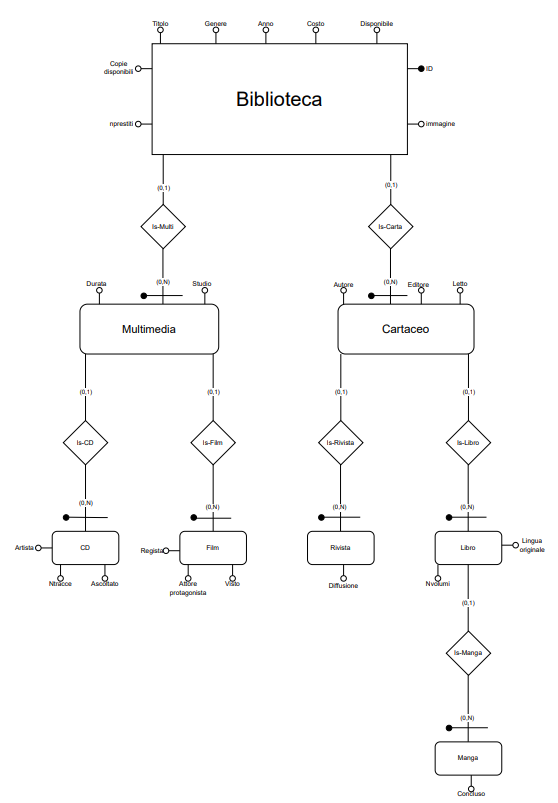 Titolo
Genere
Anno
Costo
Disponibile
Copie
disponibili
ID
Biblioteca
nprestiti
immagine
(0,1)
(0,1)
Is-Multi
Is-Carta
(0,N)
(0,N)
Durata
Studio
Autore
Editore
Letto
Multimedia
Cartaceo
(0,1)
(0,1)
(0,1)
(0,1)
Is-CD
Is-Film
Is-Rivista
Is-Libro
(0,N)
(0,N)
(0,N)
(0,N)
Artista
CD
Regista
Film
Rivista
Libro
Lingua
originale
Ntracce
Ascoltato
Attore
protagonista
Visto
Diffusione
Nvolumi
(0,1)
Is-Manga
(0,N)
Manga
Concluso